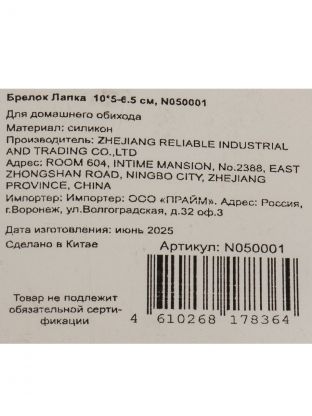 Брелок Лапка 10*5-6.5 см, N050001
Для домашнего обихода
Материал: силикон
Производитель: ZHEJIANG RELIABLE INDUSTRIAL
AND TRADING CO.,LTD
Адрес: ROOM 604, INTIME MANSION, No.2388, EAST
ZHONGSHAN ROAD, NINGBO CITY, ZHEJIANG
PROVINCE, CHINA
Импортер: Импортер: ООО «ПРАЙМ». Адрес: Россия,
г.Воронеж, ул.Волгоградская, д.32 оф.3
Дата изготовления: июнь 2025
Сделано в Китае
Артикул: N050001
Товар не подлежит
обязательной серти-
фикации
4 610268 178364